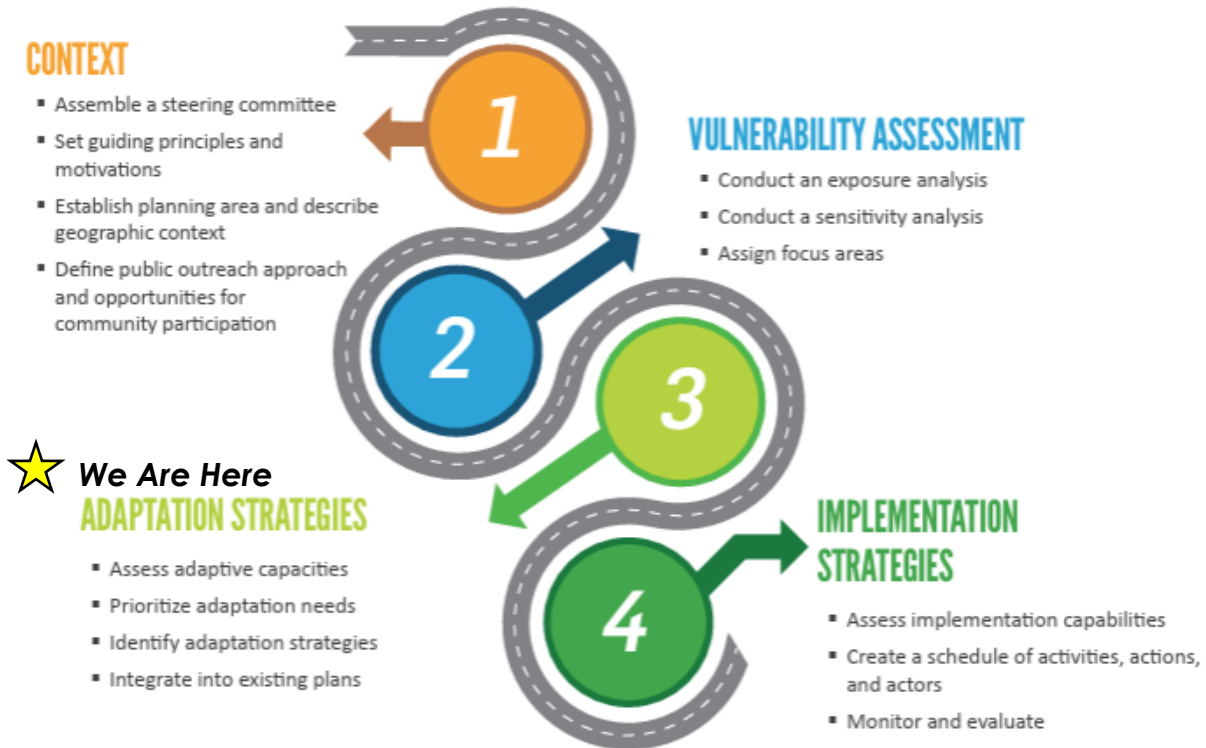 CONTEXT
▪ Assemble a steering committee
▪ Set guiding principles and
motivations
▪ Establish planning area and describe
geographic context
▪ Define public outreach approach
and opportunities for
community participation
1
VULNERABILITY ASSESSMENT
▪ Conduct an exposure analysis
▪ Conduct a sensitivity analysis
▪ Assign focus areas
2
3
We Are Here
ADAPTATION STRATEGIES
▪ Assess adaptive capacities
▪ Prioritize adaptation needs
▪ Identify adaptation strategies
▪ Integrate into existing plans
4
IMPLEMENTATION
STRATEGIES
▪ Assess implementation capabilities
▪ Create a schedule of activities, actions,
and actors
▪ Monitor and evaluate